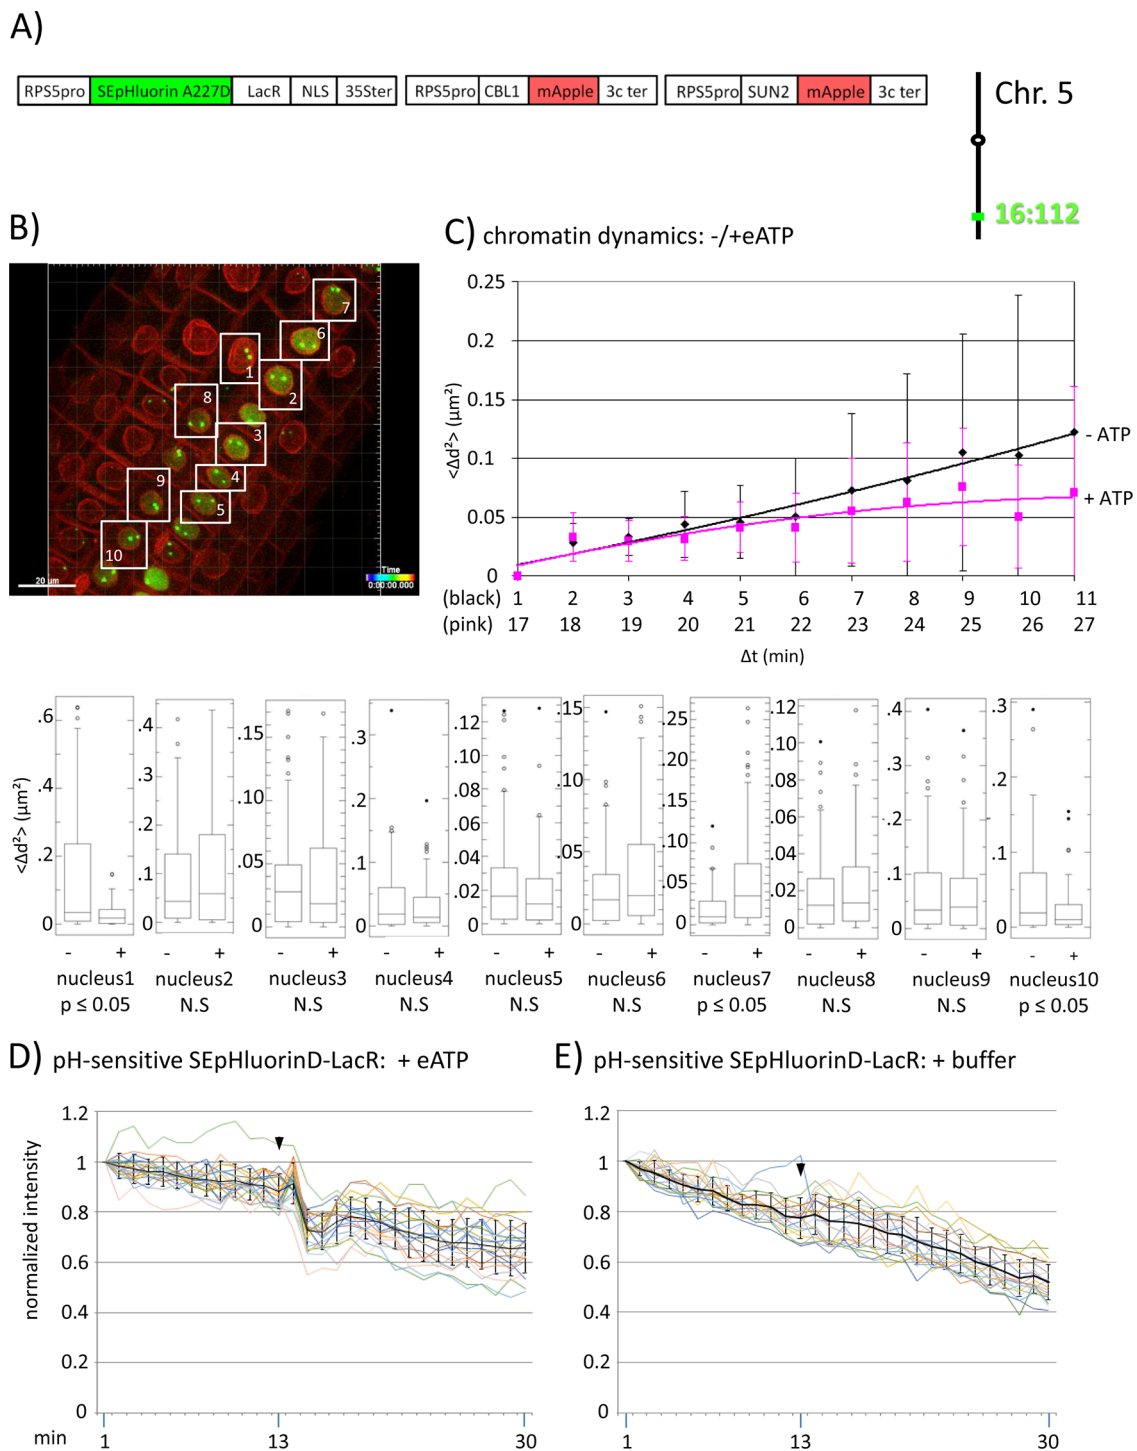 A)
RPS5pro SEpHluorin A227D LacR NLS 35Ster RPS5pro CBL1 mApple 3c ter RPS5pro SUN2 mApple 3c ter
Chr. 5
16:112
B)
7
6
1
2
8
3
4
9
5
10
20 µm
Time
0:00:00.000
C) chromatin dynamics: -/+eATP
<Δd²> (µm²)
0.25
0.2
0.15
0.1
0.05
0
- ATP
+ ATP
(black) 1 2 3 4 5 6 7 8 9 10 11
(pink) 17 18 19 20 21 22 23 24 25 26 27
Δt (min)
<Δd²> (µm²)
.6 .2 0
.4 .3 .2 .1 0
.15 .10 .05 0
.3 .2 .1 0
0.12 .10 .08 .06 .04 0.02 0
.15 .10 .05 0
.25 .20 .15 .10 .05 0
0.12 0.10 .08 .06 .04 0.02 0
.4 .3 .2 .1 0
.3 .2 .1 0
- + - + - + - + - + - + - + - + - + - +
nucleus1 nucleus2 nucleus3 nucleus4 nucleus5 nucleus6 nucleus7 nucleus8 nucleus9 nucleus10
p ≤ 0.05 N.S N.S N.S N.S N.S p ≤ 0.05 N.S N.S p ≤ 0.05
D) pH-sensitive SEpHluorinD-LacR: + eATP
normalized intensity
1.2
1
0.8
0.6
0.4
0.2
0
min 1 13 30
E) pH-sensitive SEpHluorinD-LacR: + buffer
1.2
1
0.8
0.6
0.4
0.2
0
1 13 30